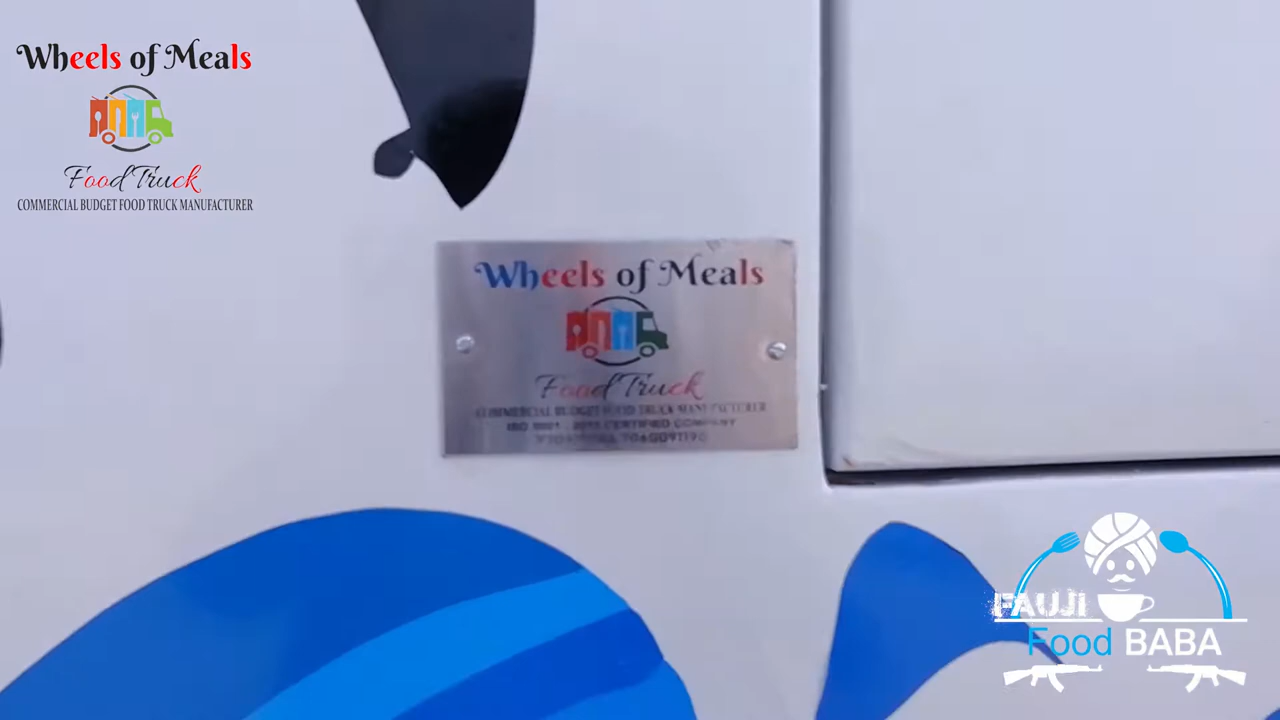 Wheels of Meals
Food Truck
COMMERCIAL BUDGET FOOD TRUCK MANUFACTURER
Wheels of Meals
Food Truck
COMMERCIAL BUDGET FOOD TRUCK MANUFACTURER
CERTIFIED COMPANY
FAUJI
Food BABA